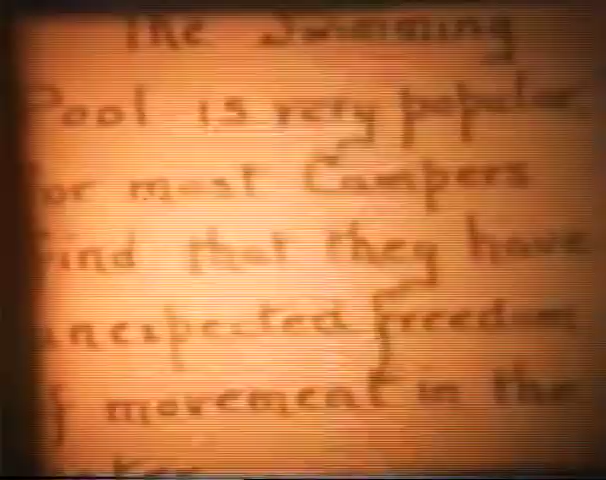 The Swimming
Pool is very popular
for most Campers
find that they have
unexpected freedom
of movement in the
water